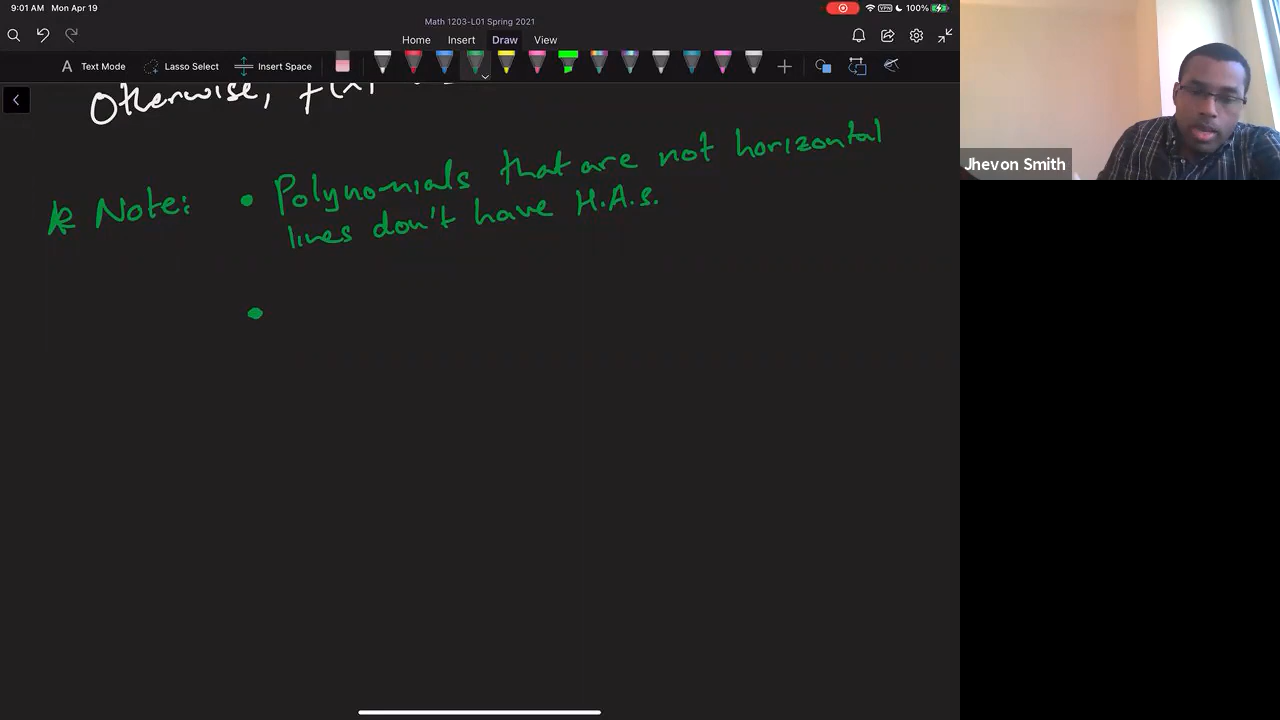 9:01 AM Mon Apr 19
VPN 100%
Math 1203-L01 Spring 2021
Home Insert Draw View
Text Mode Lasso Select Insert Space
Otherwise, f(x)
Note: • Polynomials that are not horizontal
lines don't have H.A.s.
•
Jhevon Smith